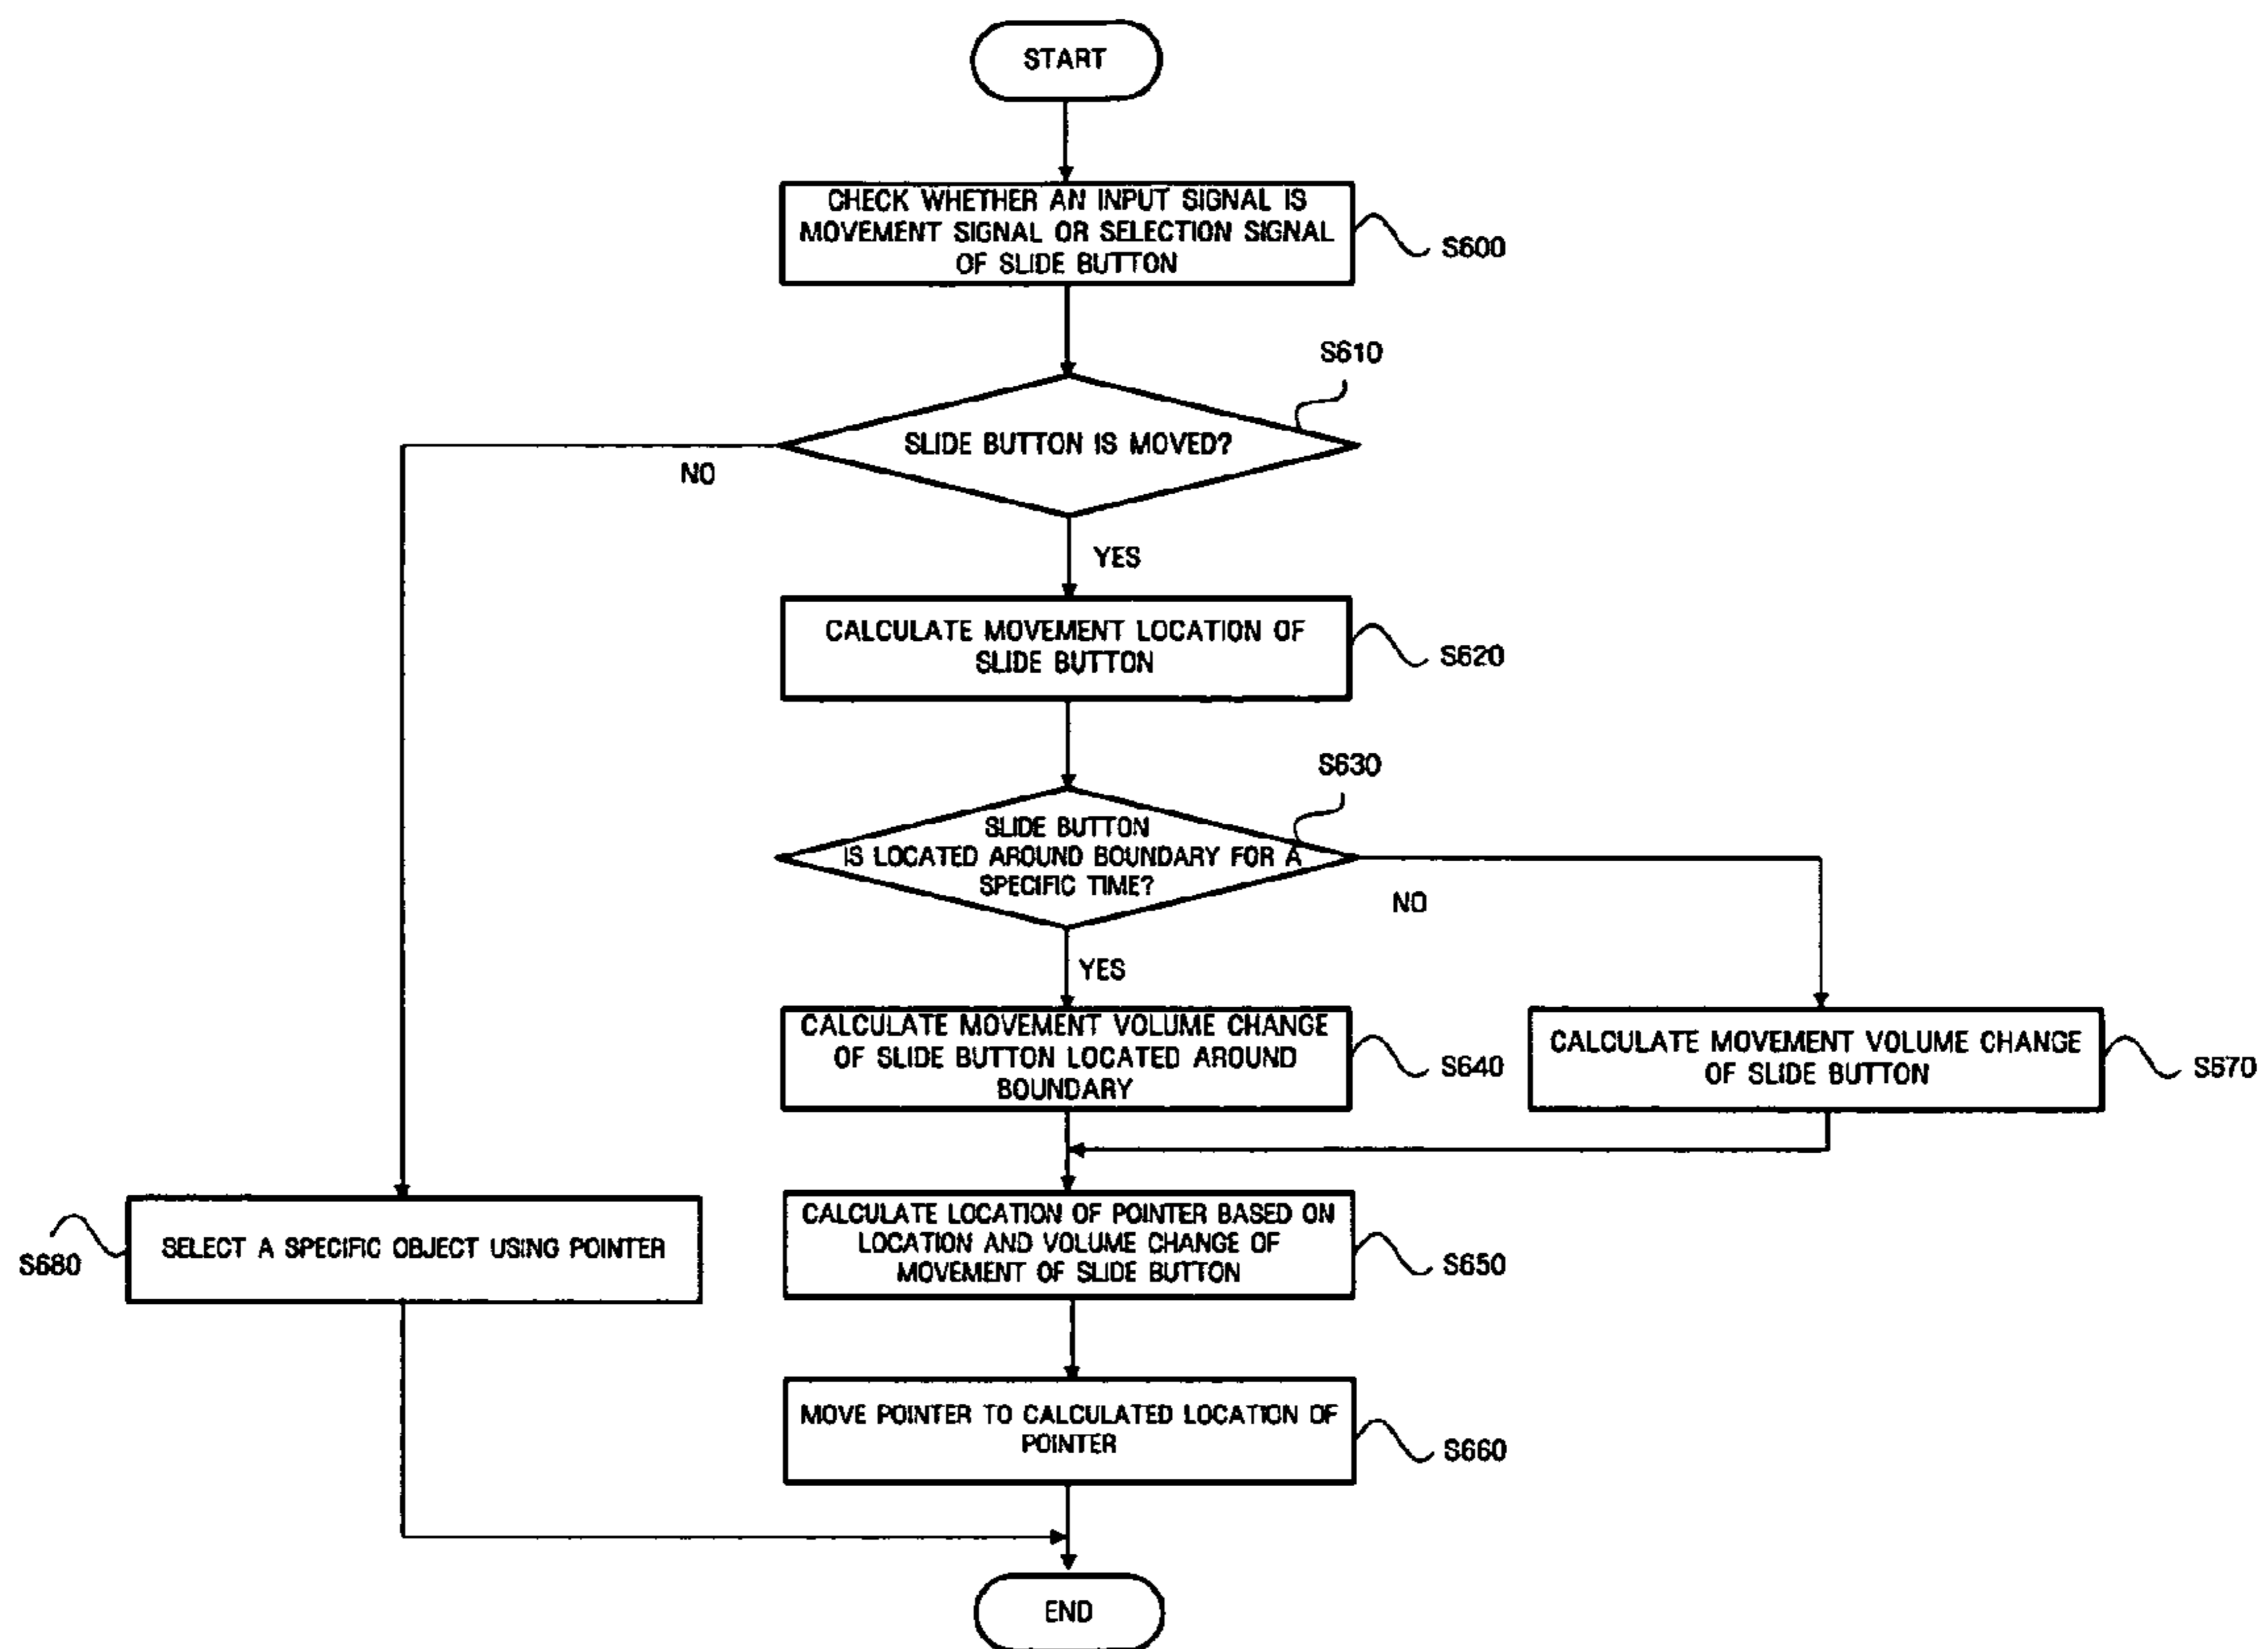 START
CHECK WHETHER AN INPUT SIGNAL IS
MOVEMENT SIGNAL OR SELECTION SIGNAL
OF SLIDE BUTTON
S600
S610
SLIDE BUTTON IS MOVED?
NO
YES
CALCULATE MOVEMENT LOCATION OF
SLIDE BUTTON
S620
S630
SLIDE BUTTON
IS LOCATED AROUND BOUNDARY FOR A
SPECIFIC TIME?
NO
YES
CALCULATE MOVEMENT VOLUME CHANGE
OF SLIDE BUTTON LOCATED AROUND
BOUNDARY
S640
CALCULATE MOVEMENT VOLUME CHANGE
OF SLIDE BUTTON
S670
S680
SELECT A SPECIFIC OBJECT USING POINTER
CALCULATE LOCATION OF POINTER BASED ON
LOCATION AND VOLUME CHANGE OF
MOVEMENT OF SLIDE BUTTON
S650
MOVE POINTER TO CALCULATED LOCATION OF
POINTER
S660
END